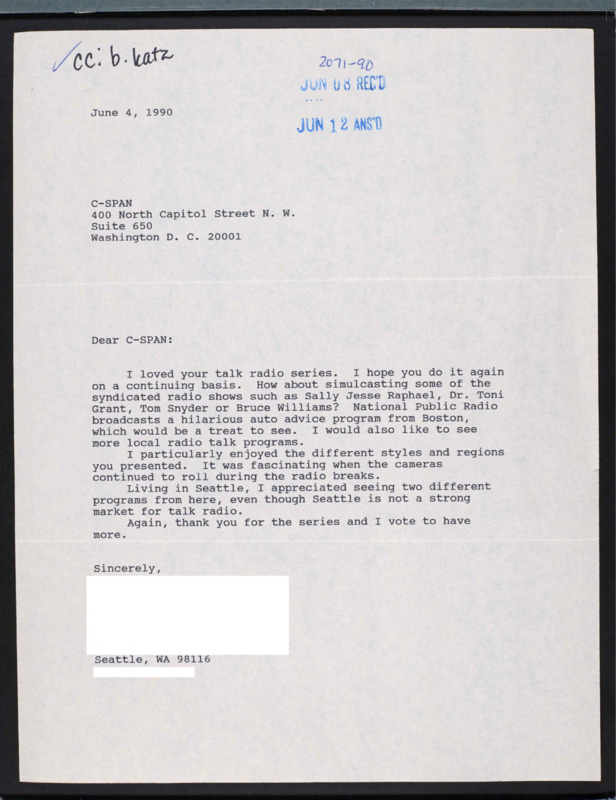 ✓cc: b. katz
2071-90
JUN 08 REC'D
JUN 12 ANS'D
June 4, 1990
C-SPAN
400 North Capitol Street N. W.
Suite 650
Washington D. C. 20001
Dear C-SPAN:
I loved your talk radio series.  I hope you do it again
on a continuing basis.  How about simulcasting some of the
syndicated radio shows such as Sally Jesse Raphael, Dr. Toni
Grant, Tom Snyder or Bruce Williams?  National Public Radio
broadcasts a hilarious auto advice program from Boston,
which would be a treat to see.  I would also like to see
more local radio talk programs.
I particularly enjoyed the different styles and regions
you presented.  It was fascinating when the cameras
continued to roll during the radio breaks.
Living in Seattle, I appreciated seeing two different
programs from here, even though Seattle is not a strong
market for talk radio.
Again, thank you for the series and I vote to have
more.
Sincerely,
Seattle, WA 98116